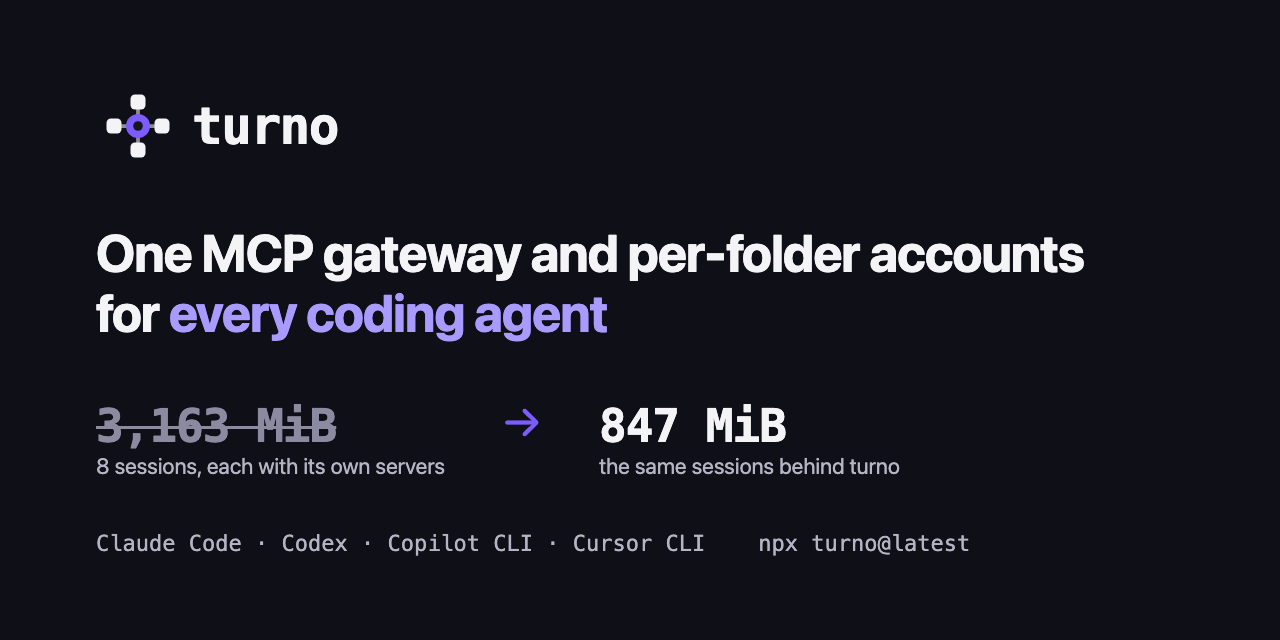 turno
One MCP gateway and per-folder accounts
for every coding agent
3,163 MiB → 847 MiB
8 sessions, each with its own servers
the same sessions behind turno
Claude Code · Codex · Copilot CLI · Cursor CLI npx turno@latest